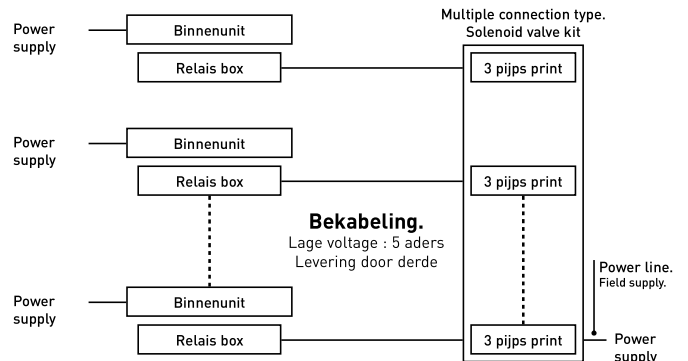 Multiple connection type.
Solenoid valve kit
Power
supply
Binnenunit
Relais box
3 pijps print
Power
supply
Binnenunit
Relais box
3 pijps print
Bekabeling.
Lage voltage : 5 aders
Levering door derde
Power line.
Field supply.
Power
supply
Binnenunit
Relais box
3 pijps print
Power
supply